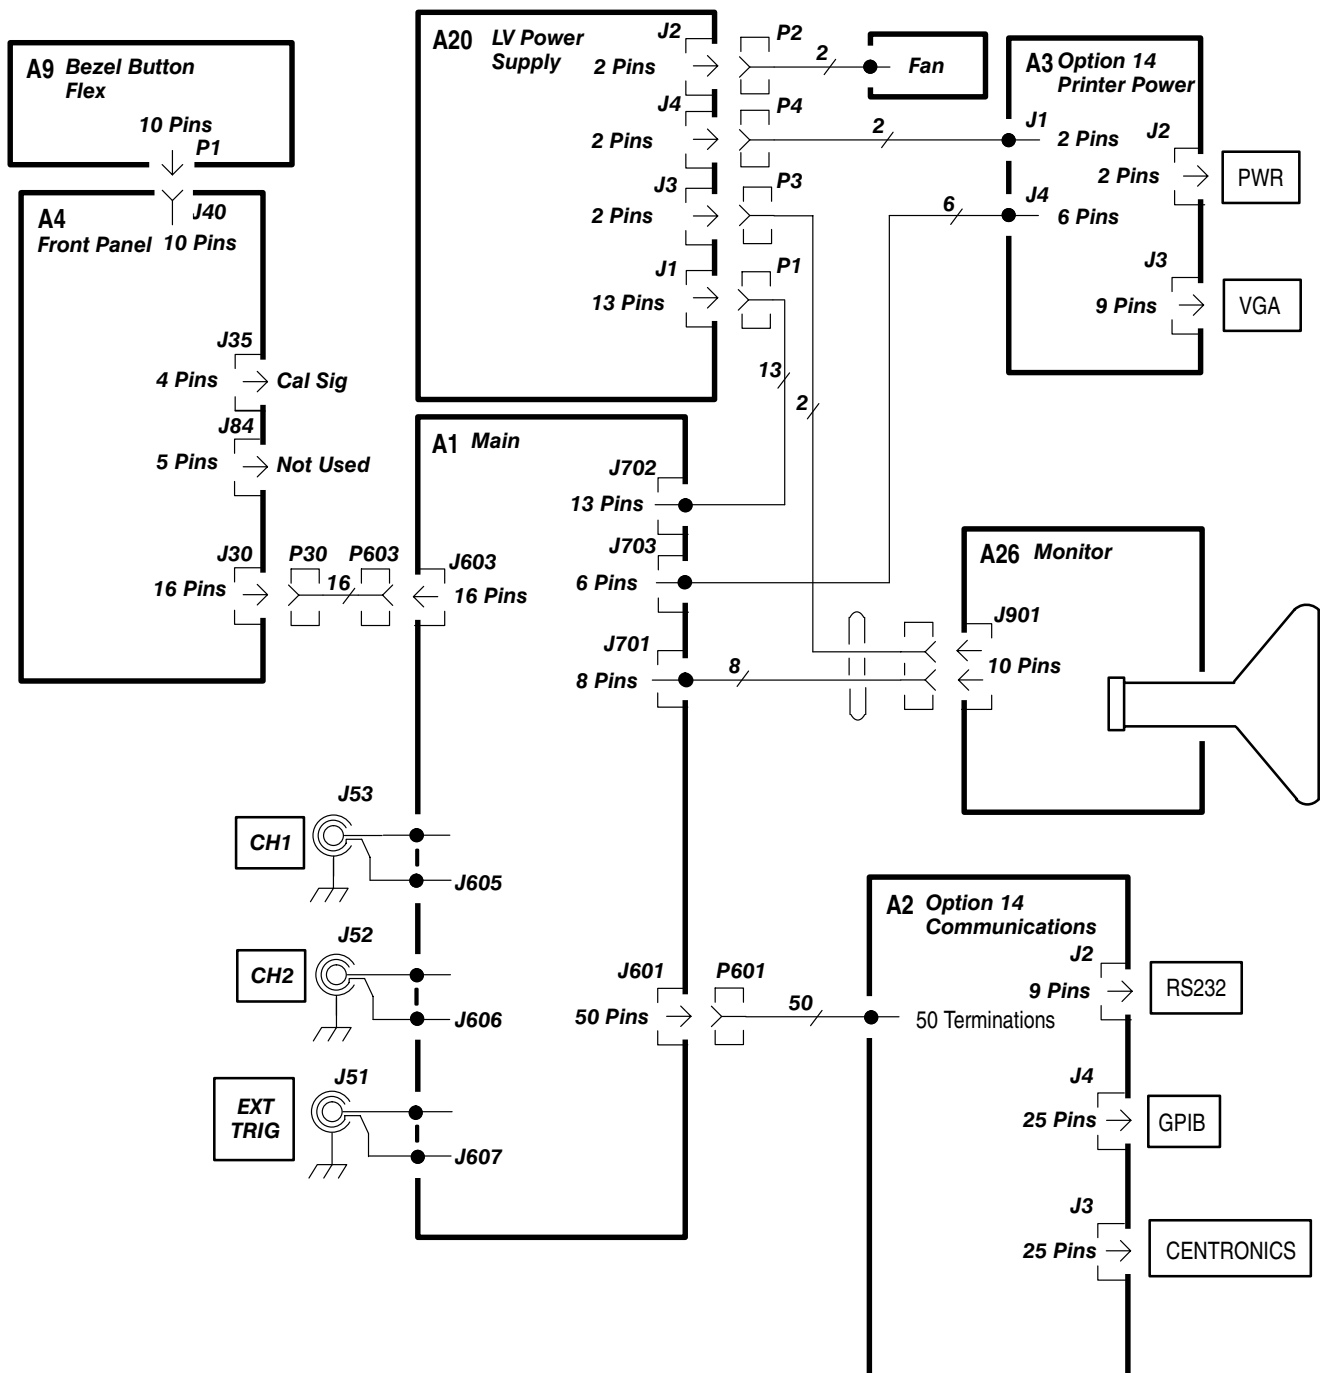 A9 Bezel Button
Flex
10 Pins
P1
A4
J40
Front Panel 10 Pins
J35
4 Pins Cal Sig
J84
5 Pins Not Used
J30
16 Pins
P30 P603
16
A20 LV Power
Supply
J2
2 Pins
J4
2 Pins
J3
2 Pins
J1
13 Pins
P2
2
P4
2
P3
P1
13
2
Fan
A3 Option 14
Printer Power
J1
2 Pins
J4
6 Pins
6
J2
2 Pins
PWR
J3
9 Pins
VGA
A1 Main
J702
13 Pins
J703
6 Pins
J603
16 Pins
J701
8 Pins
8
A26 Monitor
J901
10 Pins
J53
CH1
J605
J52
CH2
J606
J51
EXT
TRIG
J607
J601
50 Pins
P601
50
A2 Option 14
Communications
50 Terminations
J2
9 Pins
RS232
J4
25 Pins
GPIB
J3
25 Pins
CENTRONICS